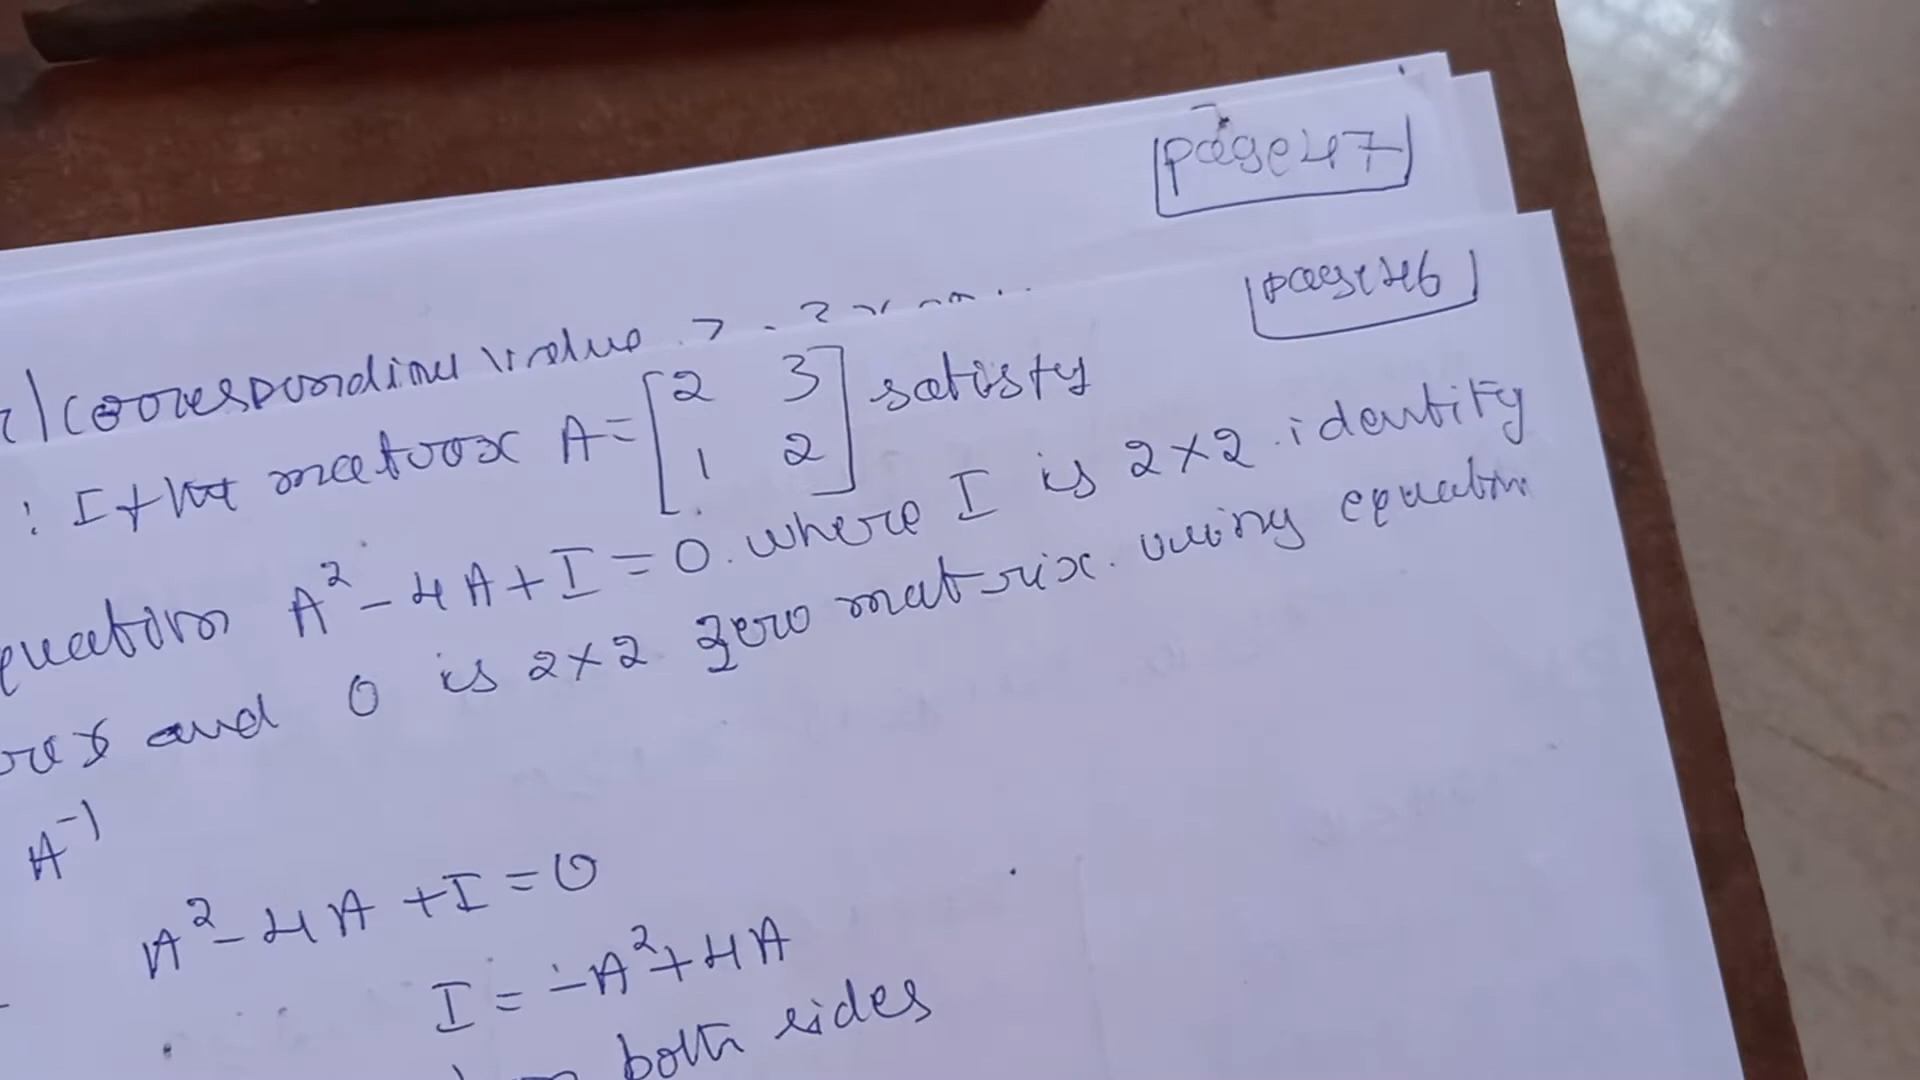 page 47
page 46
corresponding value
: If the matrix A = [2 3 1 2] satisfy
equation A² - 4A + I = 0. where I is 2×2 identity
and 0 is 2×2 zero matrix. using equation
A⁻¹
A² - 4A + I = 0
I = -A² + 4A
both sides